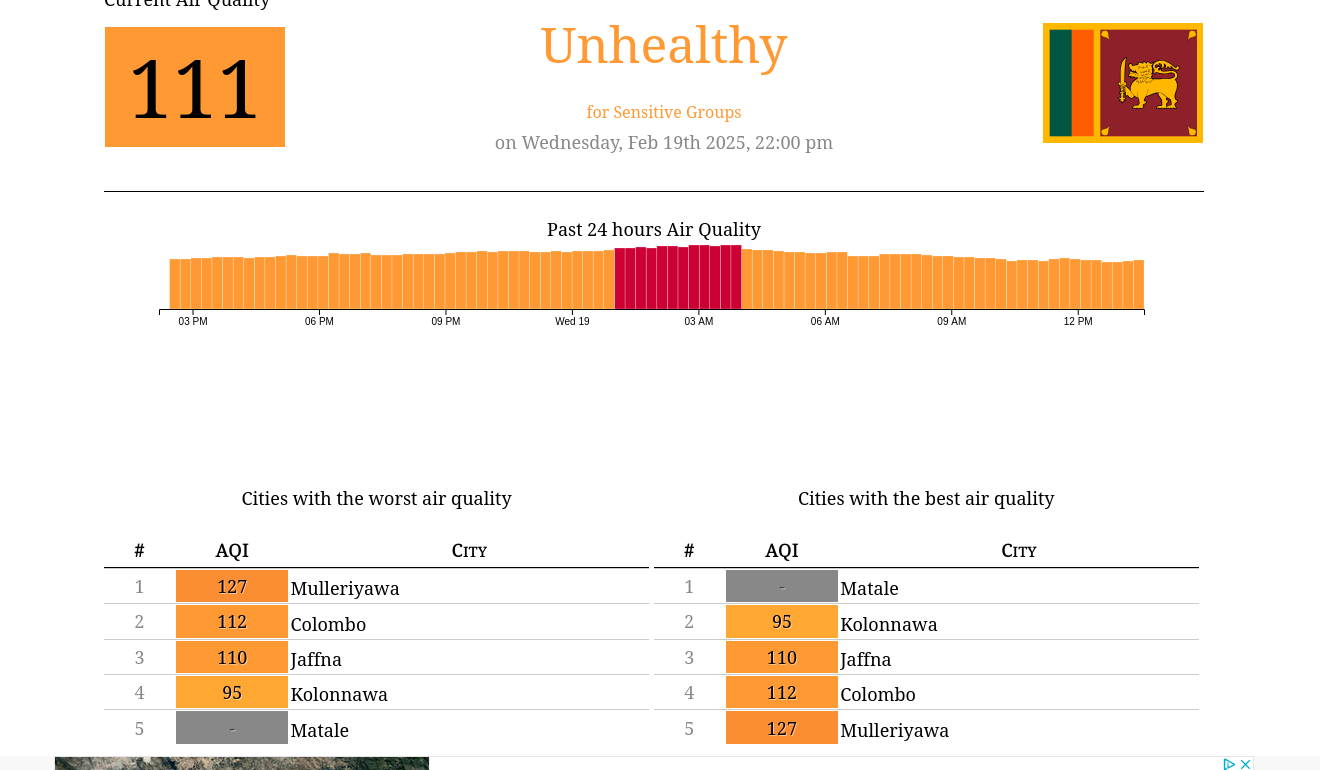 Current Air Quality
111
Unhealthy
for Sensitive Groups
on Wednesday, Feb 19th 2025, 22:00 pm
Past 24 hours Air Quality
03 PM 06 PM 09 PM Wed 19 03 AM 06 AM 09 AM 12 PM
Cities with the worst air quality
# AQI City
1 127 Mulleriyawa
2 112 Colombo
3 110 Jaffna
4 95 Kolonnawa
5 - Matale
Cities with the best air quality
# AQI City
1 - Matale
2 95 Kolonnawa
3 110 Jaffna
4 112 Colombo
5 127 Mulleriyawa